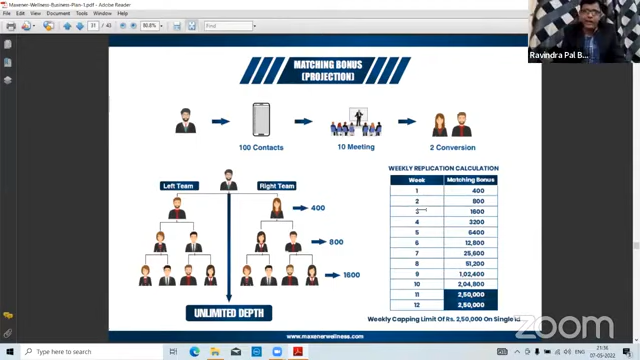 Maxener-Wellness-Business-Plan-1.pdf - Adobe Reader
File Edit View Document Tools Window Help
31 / 43
Find
Ravindra Pal B...
MATCHING BONUS
(PROJECTION)
100 Contacts
10 Meeting
2 Conversion
Left Team
Right Team
400
800
1600
UNLIMITED DEPTH
WEEKLY REPLICATION CALCULATION
Week Matching Bonus
1 400
2 800
3 1600
4 3200
5 6400
6 12,800
7 25,600
8 51,200
9 1,02,400
10 2,04,800
11 2,50,000
12 2,50,000
Weekly Capping Limit of Rs. 2,50,000 On Single
www.maxenerwellness.com
zoom
Type here to search
ENG
21:36
07-05-2022